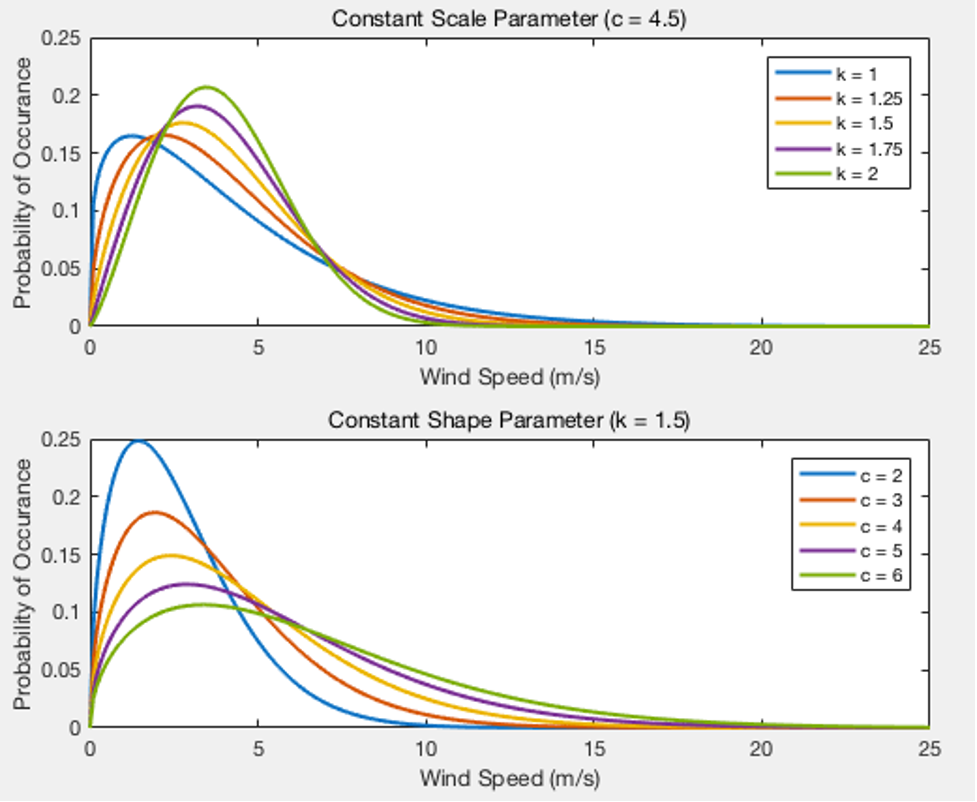 Constant Scale Parameter (c = 4.5)
0.25
0.2
0.15
0.1
0.05
0
Probability of Occurance
k = 1
k = 1.25
k = 1.5
k = 1.75
k = 2
0 5 10 15 20 25
Wind Speed (m/s)
Constant Shape Parameter (k = 1.5)
0.25
0.2
0.15
0.1
0.05
0
Probability of Occurance
c = 2
c = 3
c = 4
c = 5
c = 6
0 5 10 15 20 25
Wind Speed (m/s)